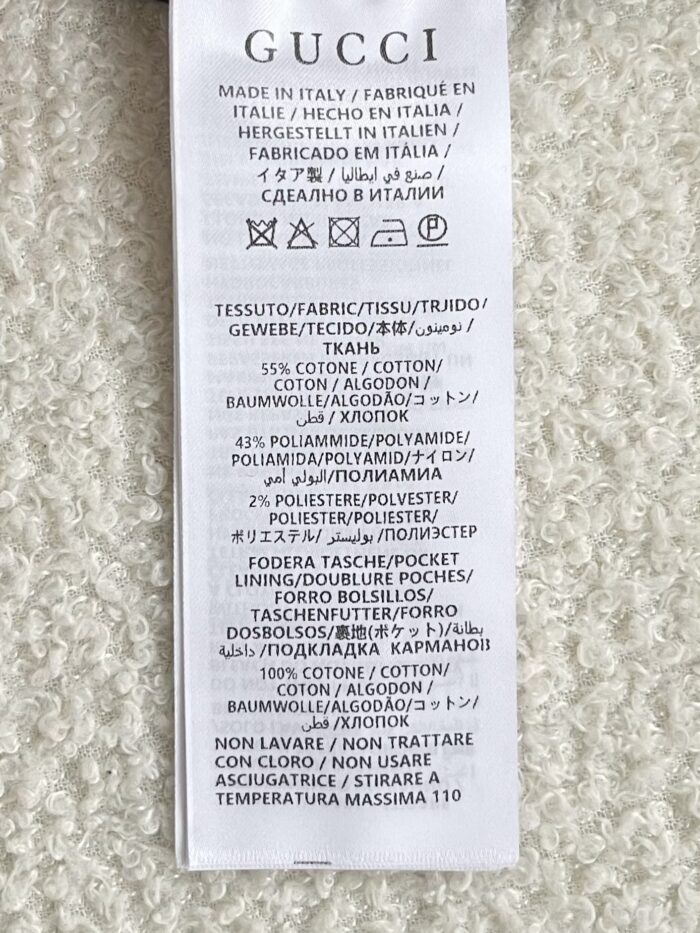 GUCCI
MADE IN ITALY / FABRIQUÉ EN
ITALIE / HECHO EN ITALIA /
HERGESTELLT IN ITALIEN /
FABRICADO EM ITÁLIA /
イタア製 / صنع في ايطاليا /
СДЕАЛНО В ИТАЛИИ
P
TESSUTO/FABRIC/TISSU/TRJIDO/
GEWEBE/TECIDO/本体/نومينون /
ТКАНЬ
55% COTONE / COTTON/
COTON / ALGODON /
BAUMWOLLE/ALGODÃO/コットン/
قطن / ХЛОПОК
43% POLIAMMIDE/POLYAMIDE/
POLIAMIDA/POLYAMID/ナイロン/
البولي أمي/ПОЛИАМИА
2% POLIESTERE/POLVESTER/
POLIESTER/POLIESTER/
ポリエステル/ بوليستر /ПОЛИЭСТЕР
FODERA TASCHE/POCKET
LINING/DOUBLURE POCHES/
FORRO BOLSILLOS/
TASCHENFUTTER/FORRO
DOSBOLSOS/裏地(ポケット)/بطانة
داخلية /ПОДКЛАДКА КАРМАНОВ
100% COTONE / COTTON/
COTON / ALGODON /
BAUMWOLLE/ALGODÃO/コットン/
قطن /ХЛОПОК
NON LAVARE / NON TRATTARE
CON CLORO / NON USARE
ASCIUGATRICE / STIRARE A
TEMPERATURA MASSIMA 110